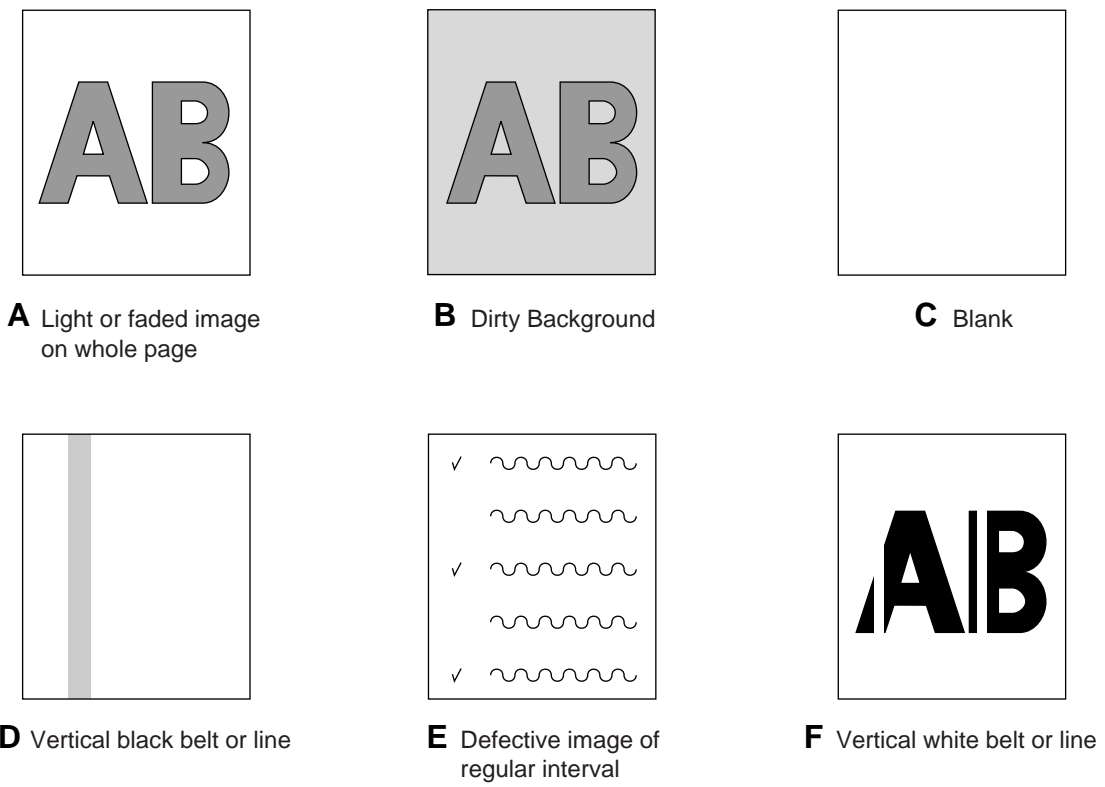 AB
AB
A Light or faded image
on whole page
B Dirty Background
C Blank
AB
D Vertical black belt or line
E Defective image of
regular interval
F Vertical white belt or line